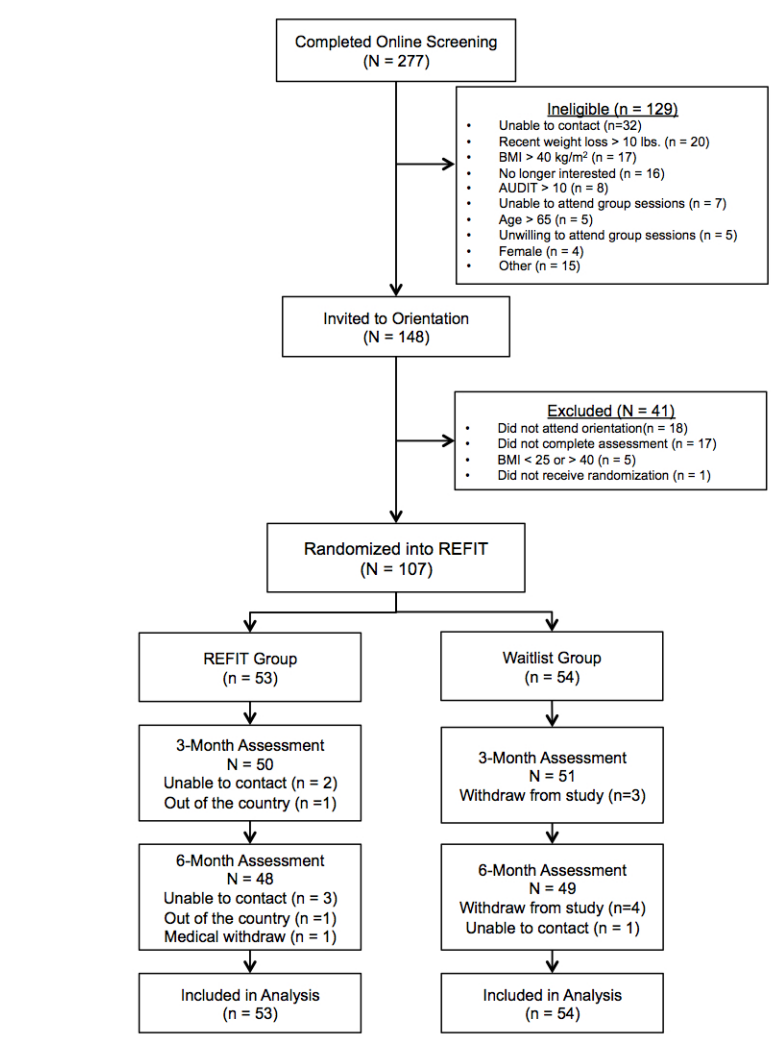 Completed Online Screening
(N = 277)
Ineligible (n = 129)
• Unable to contact (n=32)
• Recent weight loss > 10 lbs. (n = 20)
• BMI > 40 kg/m² (n = 17)
• No longer interested (n = 16)
• AUDIT > 10 (n = 8)
• Unable to attend group sessions (n = 7)
• Age > 65 (n = 5)
• Unwilling to attend group sessions (n = 5)
• Female (n = 4)
• Other (n = 15)
Invited to Orientation
(N = 148)
Excluded (N = 41)
• Did not attend orientation(n = 18)
• Did not complete assessment (n = 17)
• BMI < 25 or > 40 (n = 5)
• Did not receive randomization (n = 1)
Randomized into REFIT
(N = 107)
REFIT Group
(n = 53)
Waitlist Group
(n = 54)
3-Month Assessment
N = 50
Unable to contact (n = 2)
Out of the country (n =1)
3-Month Assessment
N = 51
Withdraw from study (n=3)
6-Month Assessment
N = 48
Unable to contact (n = 3)
Out of the country (n =1)
Medical withdraw (n = 1)
6-Month Assessment
N = 49
Withdraw from study (n=4)
Unable to contact (n = 1)
Included in Analysis
(n = 53)
Included in Analysis
(n = 54)